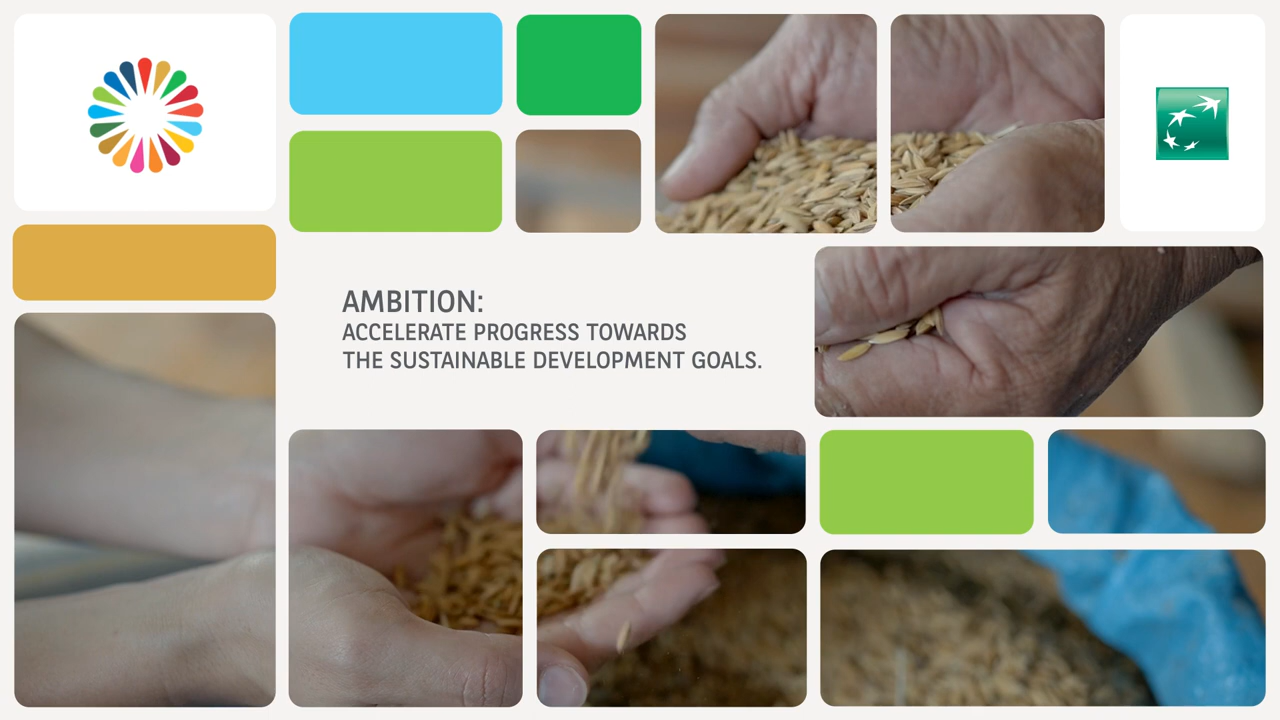 AMBITION:
ACCELERATE PROGRESS TOWARDS
THE SUSTAINABLE DEVELOPMENT GOALS.